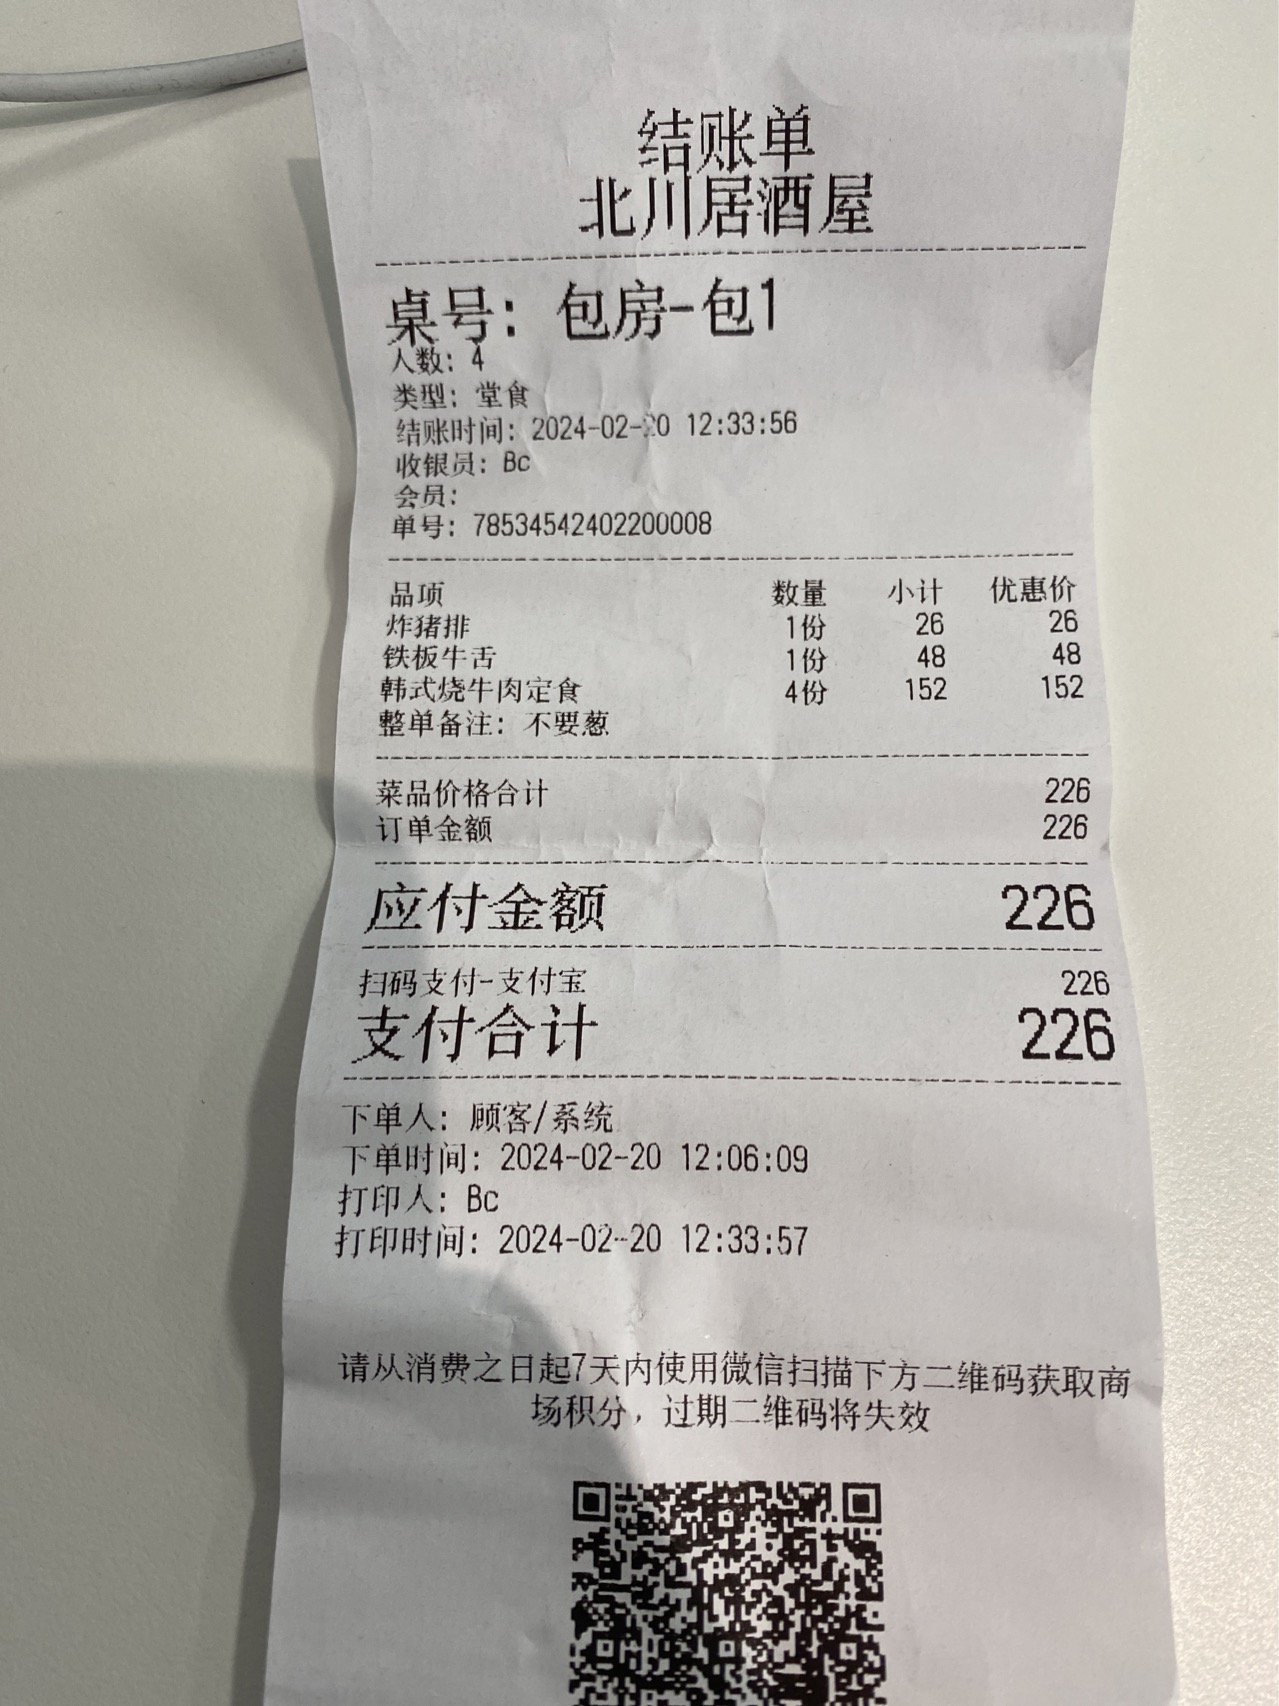 结账单
北川居酒屋
桌号：包房-包1
人数：4
类型：堂食
结账时间：2024-02-20 12:33:56
收银员：Bc
会员：
单号：78534542402200008
品项 数量 小计 优惠价
炸猪排 1份 26 26
铁板牛舌 1份 48 48
韩式烧牛肉定食 4份 152 152
整单备注：不要葱
菜品价格合计 226
订单金额 226
应付金额 226
扫码支付-支付宝 226
支付合计 226
下单人：顾客/系统
下单时间：2024-02-20 12:06:09
打印人：Bc
打印时间：2024-02-20 12:33:57
请从消费之日起7天内使用微信扫描下方二维码获取商
场积分，过期二维码将失效